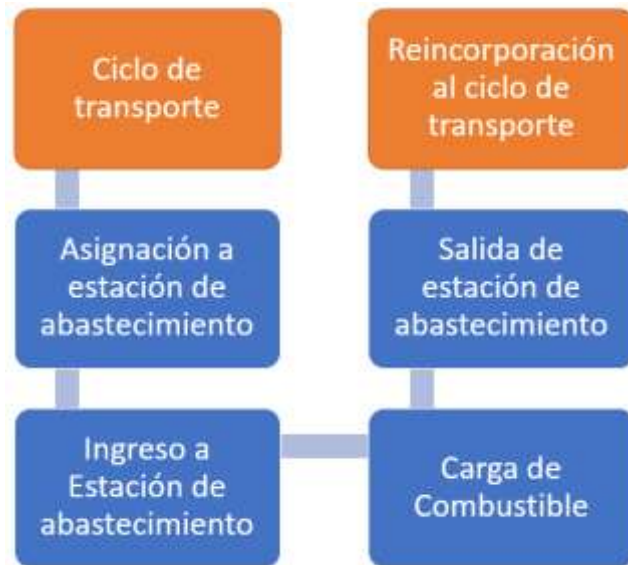 Ciclo de
transporte
Asignación a
estación de
abastecimiento
Ingreso a
Estación de
abastecimiento
Carga de
Combustible
Salida de
estación de
abastecimiento
Reincorporación
al ciclo de
transporte